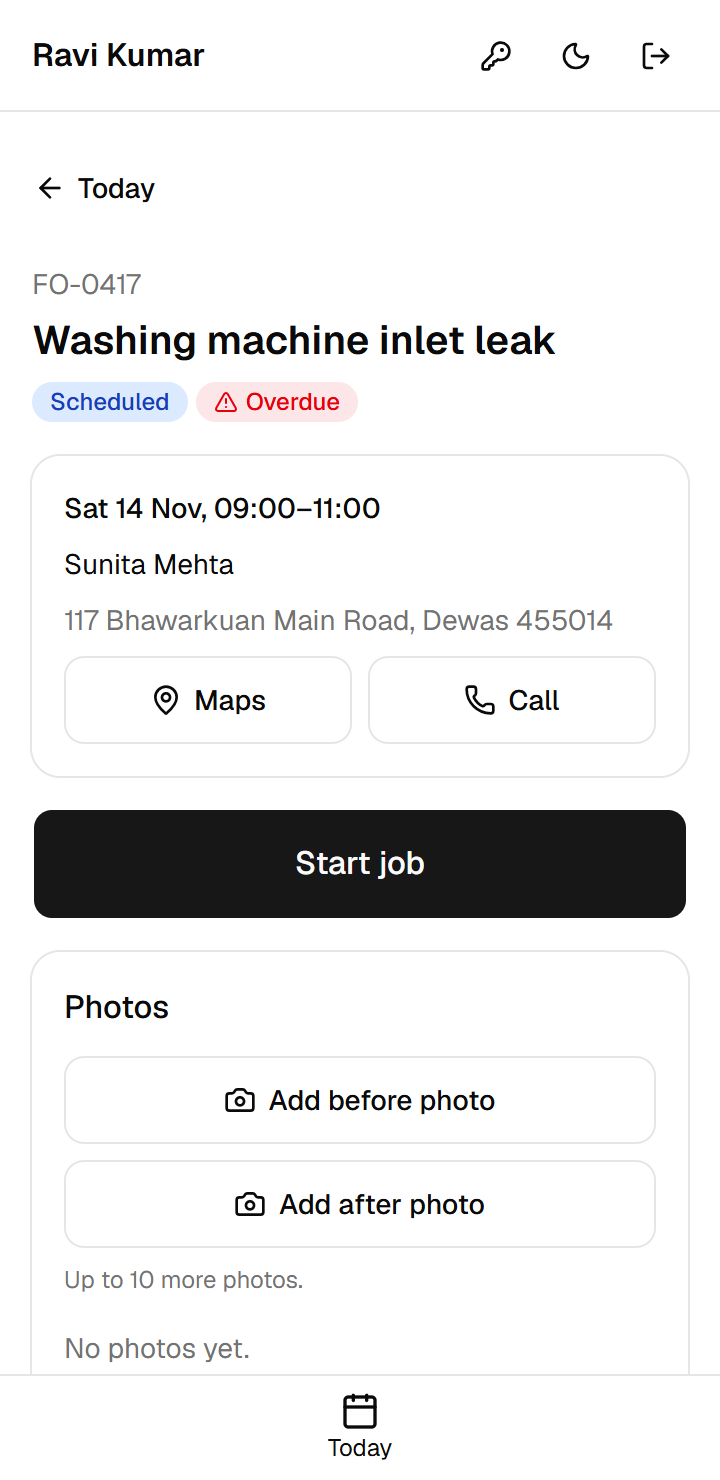 Ravi Kumar
Today
FO-0417
Washing machine inlet leak
Scheduled Overdue
Sat 14 Nov, 09:00–11:00
Sunita Mehta
117 Bhawarkuan Main Road, Dewas 455014
Maps Call
Start job
Photos
Add before photo
Add after photo
Up to 10 more photos.
No photos yet.
Today